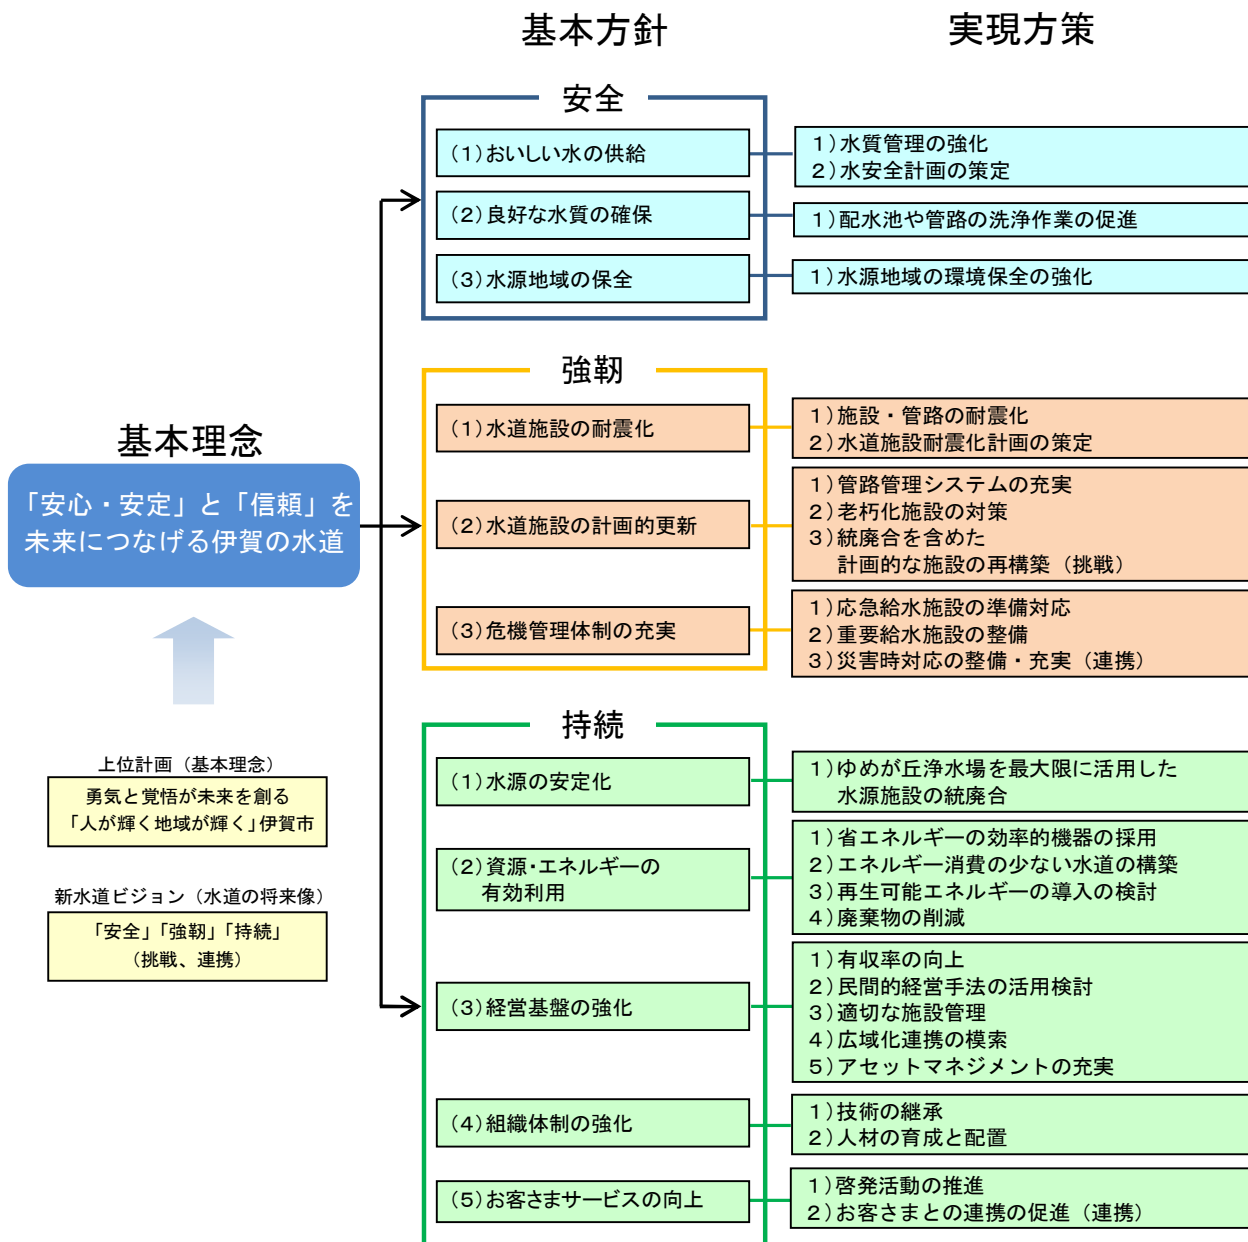 基本方針
実現方策
安全
(1)おいしい水の供給
1)水質管理の強化
2)水安全計画の策定
(2)良好な水質の確保
1)配水池や管路の洗浄作業の促進
(3)水源地域の保全
1)水源地域の環境保全の強化
強靭
(1)水道施設の耐震化
1)施設・管路の耐震化
2)水道施設耐震化計画の策定
(2)水道施設の計画的更新
1)管路管理システムの充実
2)老朽化施設の対策
3)統廃合を含めた
計画的な施設の再構築（挑戦）
(3)危機管理体制の充実
1)応急給水施設の準備対応
2)重要給水施設の整備
3)災害時対応の整備・充実（連携）
基本理念
「安心・安定」と「信頼」を
未来につなげる伊賀の水道
上位計画（基本理念）
勇気と覚悟が未来を創る
「人が輝く地域が輝く」伊賀市
新水道ビジョン（水道の将来像）
「安全」「強靭」「持続」
（挑戦、連携）
持続
(1)水源の安定化
1)ゆめが丘浄水場を最大限に活用した
水源施設の統廃合
(2)資源・エネルギーの
有効利用
1)省エネルギーの効率的機器の採用
2)エネルギー消費の少ない水道の構築
3)再生可能エネルギーの導入の検討
4)廃棄物の削減
(3)経営基盤の強化
1)有収率の向上
2)民間的経営手法の活用検討
3)適切な施設管理
4)広域化連携の模索
5)アセットマネジメントの充実
(4)組織体制の強化
1)技術の継承
2)人材の育成と配置
(5)お客さまサービスの向上
1)啓発活動の推進
2)お客さまとの連携の促進（連携）